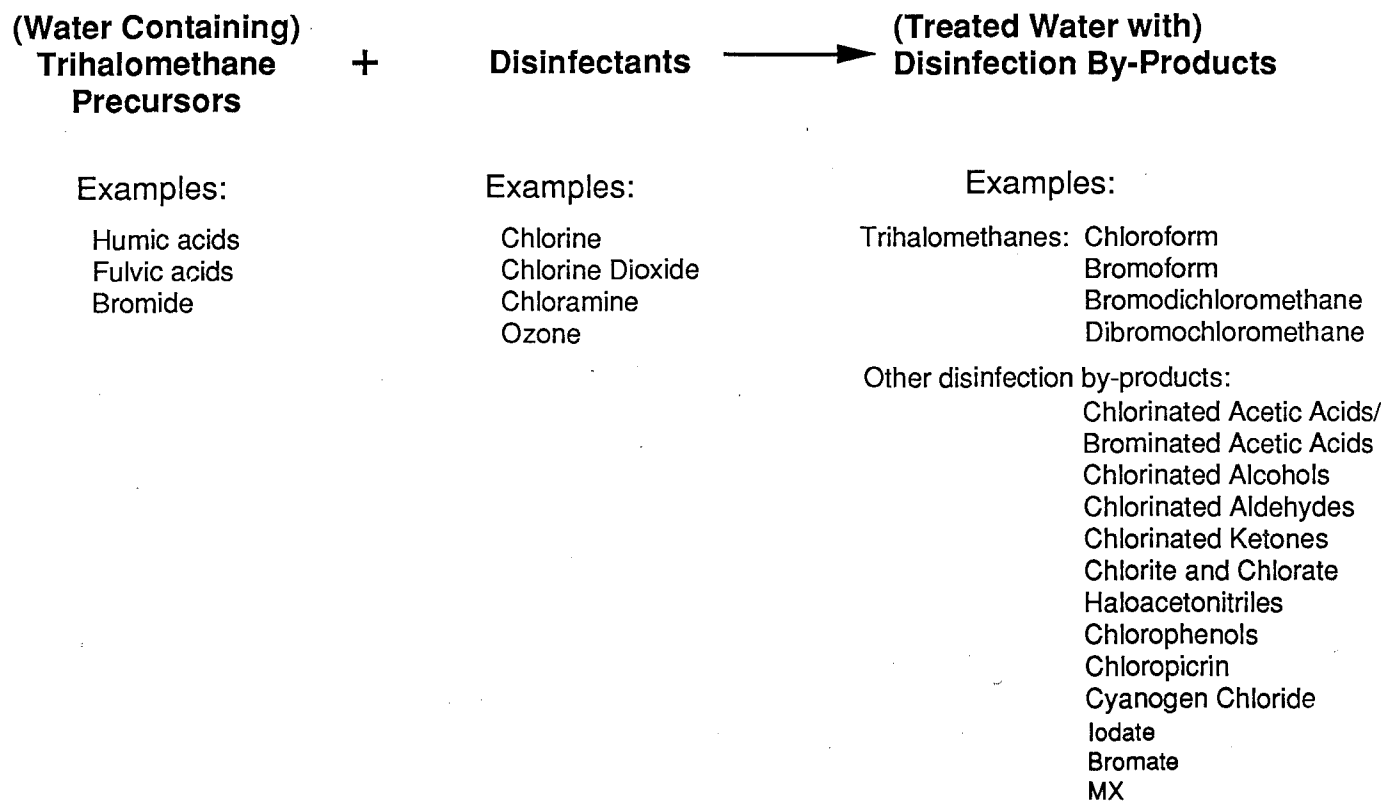 (Water Containing)
Trihalomethane
Precursors
+
Disinfectants
(Treated Water with)
Disinfection By-Products
Examples:
Humic acids
Fulvic acids
Bromide
Examples:
Chlorine
Chlorine Dioxide
Chloramine
Ozone
Examples:
Trihalomethanes: Chloroform
Bromoform
Bromodichloromethane
Dibromochloromethane
Other disinfection by-products:
Chlorinated Acetic Acids/
Brominated Acetic Acids
Chlorinated Alcohols
Chlorinated Aldehydes
Chlorinated Ketones
Chlorite and Chlorate
Haloacetonitriles
Chlorophenols
Chloropicrin
Cyanogen Chloride
Iodate
Bromate
MX